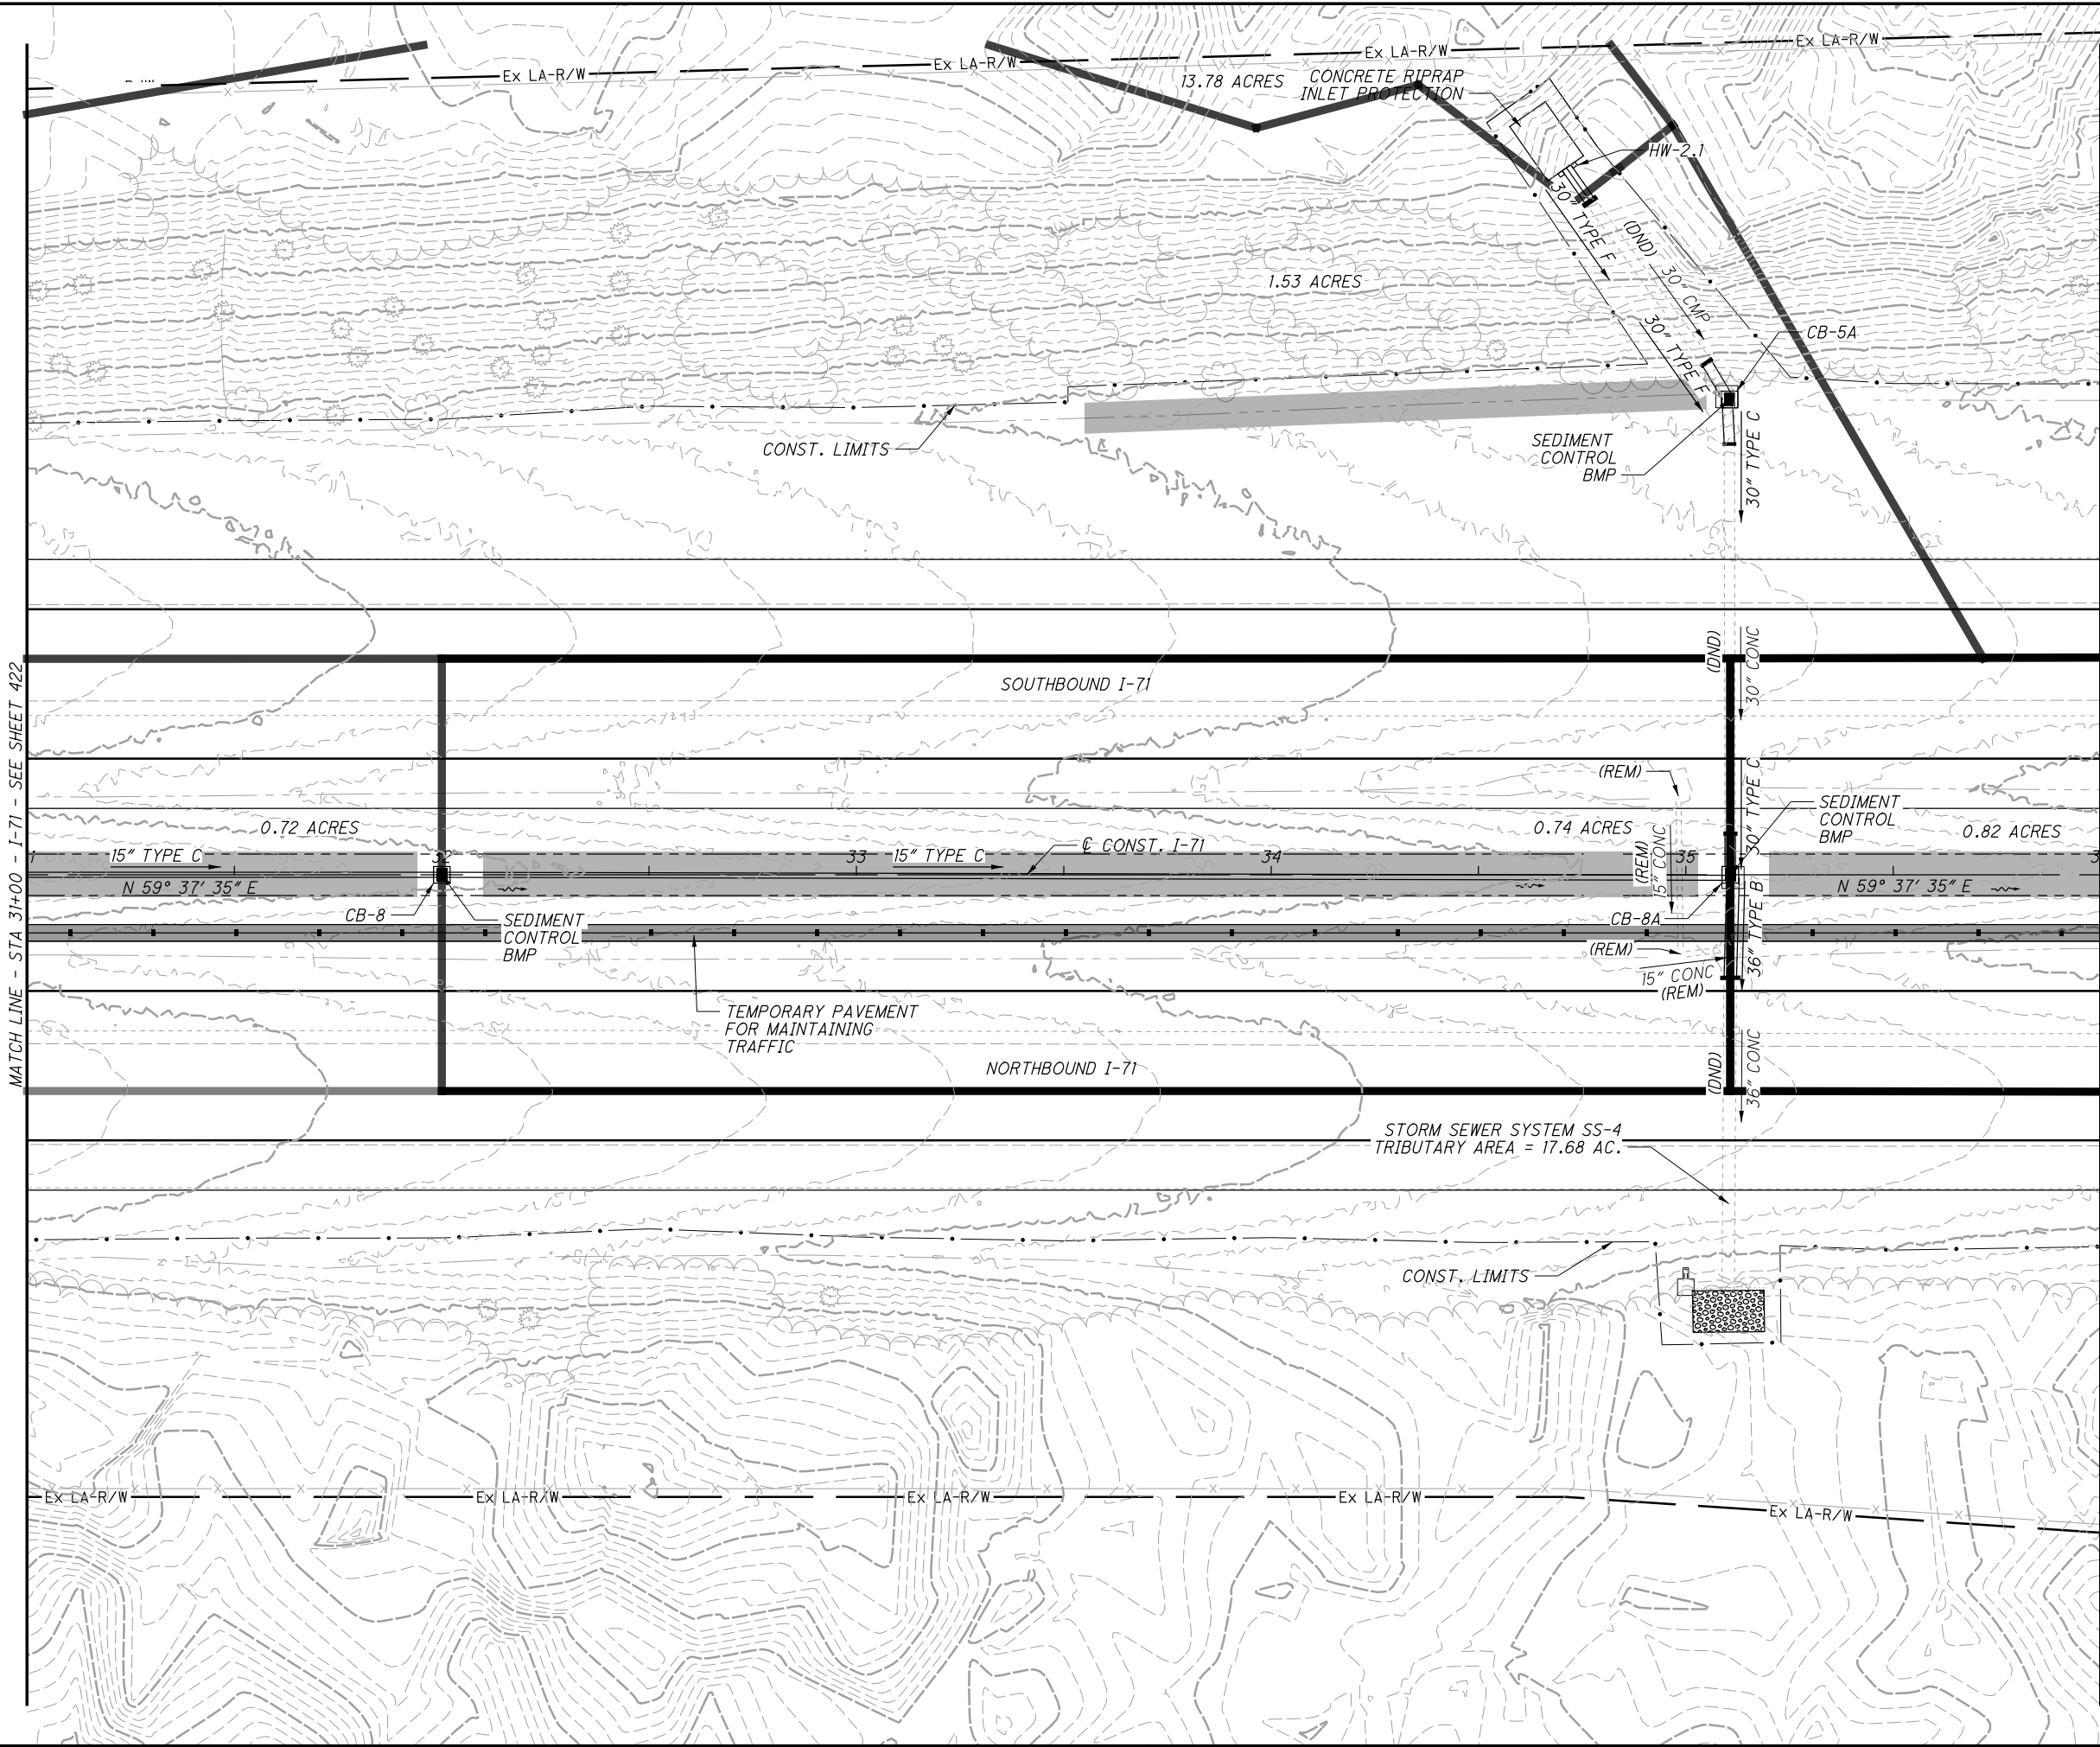 Ex LA-R/W
Ex LA-R/W
Ex LA-R/W
Ex LA-R/W
13.78 ACRES
CONCRETE RIPRAP
INLET PROTECTION
HW-2.1
30" TYPE F
(DND)
30" CMP
1.53 ACRES
30" TYPE F
CB-5A
CONST. LIMITS
SEDIMENT
CONTROL
BMP
30" TYPE C
MATCH LINE - STA 31+00 - I-71 - SEE SHEET 422
(DND)
30" CONC
SOUTHBOUND I-71
(REM)
30" TYPE C
SEDIMENT
CONTROL
BMP
0.72 ACRES
0.74 ACRES
0.82 ACRES
15" TYPE C
32
33
15" TYPE C
℄ CONST. I-71
34
(REM)
15" CONC
35
N 59° 37' 35" E
N 59° 37' 35" E
CB-8
SEDIMENT
CONTROL
BMP
CB-8A
36" TYPE B
(REM)
15" CONC
(REM)
TEMPORARY PAVEMENT
FOR MAINTAINING
TRAFFIC
NORTHBOUND I-71
(DND)
36" CONC
STORM SEWER SYSTEM SS-4
TRIBUTARY AREA = 17.68 AC.
CONST. LIMITS
Ex LA-R/W
Ex LA-R/W
Ex LA-R/W
Ex LA-R/W
Ex LA-R/W